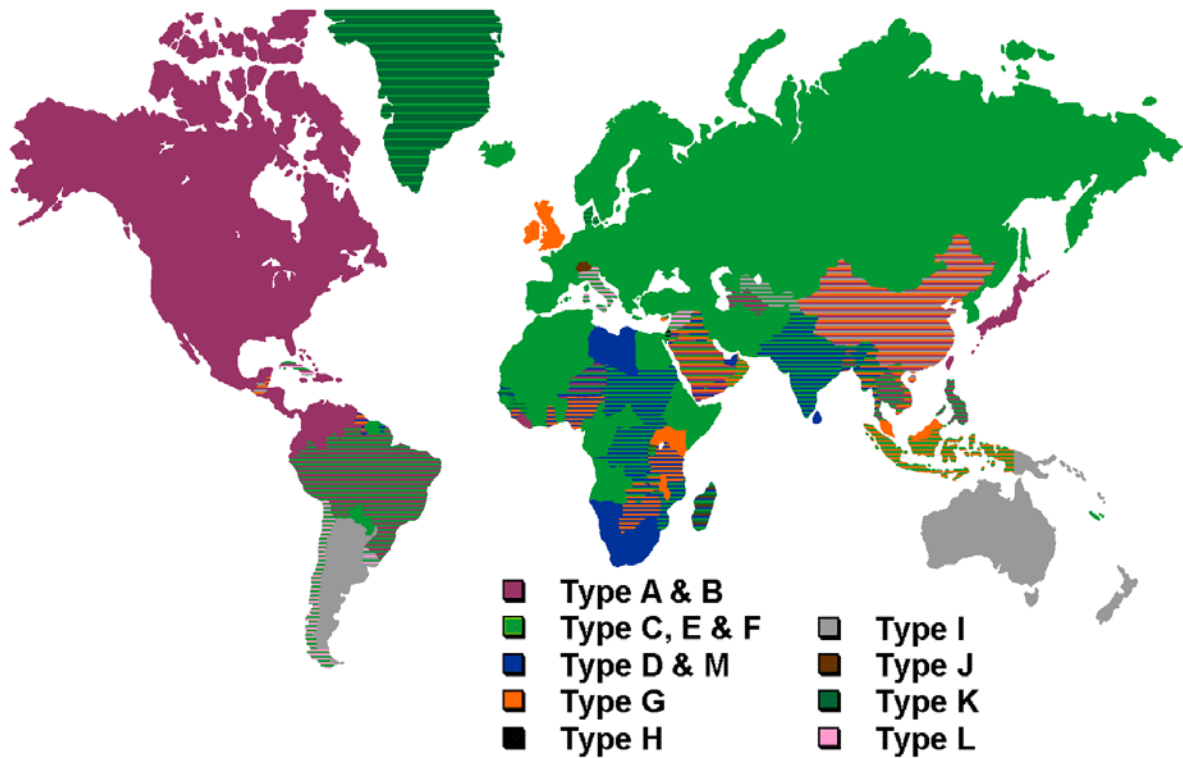 Type A & B
Type C, E & F
Type D & M
Type G
Type H
Type I
Type J
Type K
Type L